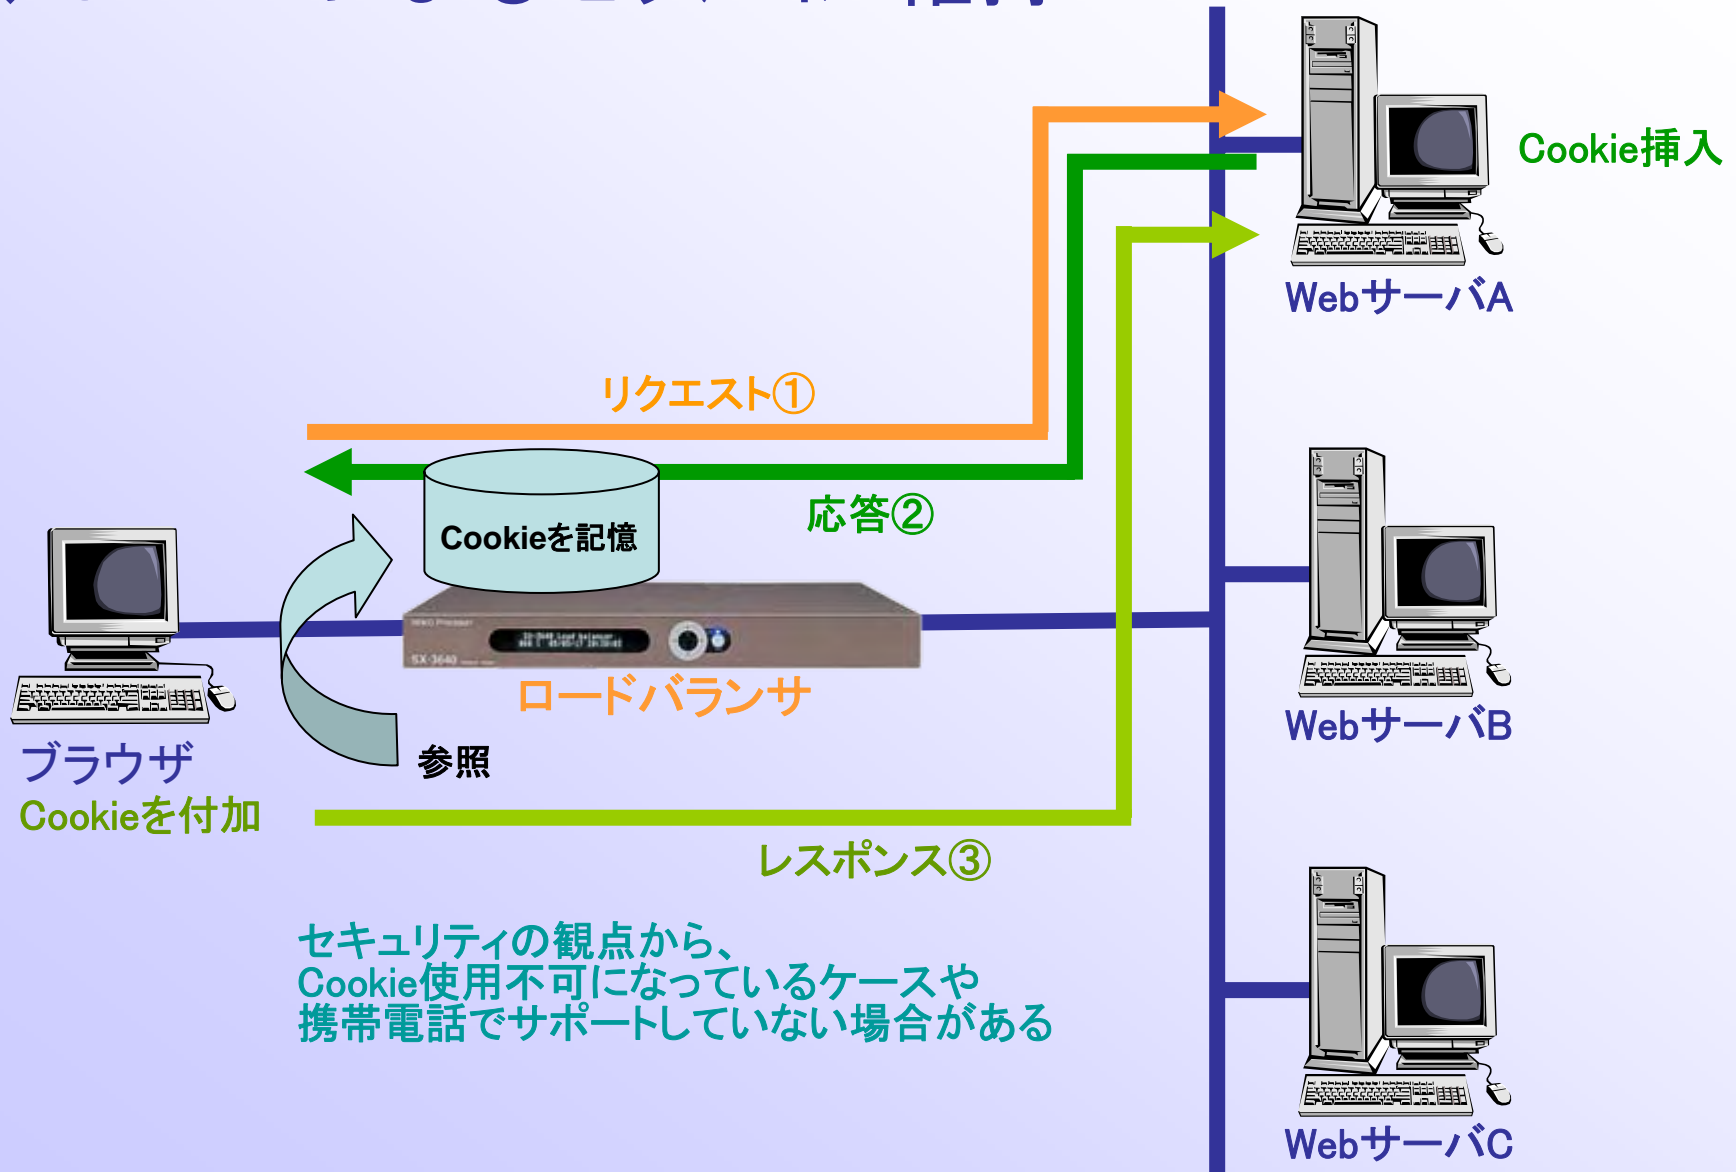 Cookie挿入
WebサーバA
リクエスト①
応答②
Cookieを記憶
SX-3640
ロードバランサ
WebサーバB
ブラウザ
Cookieを付加
参照
レスポンス③
セキュリティの観点から、
Cookie使用不可になっているケースや
携帯電話でサポートしていない場合がある
WebサーバC